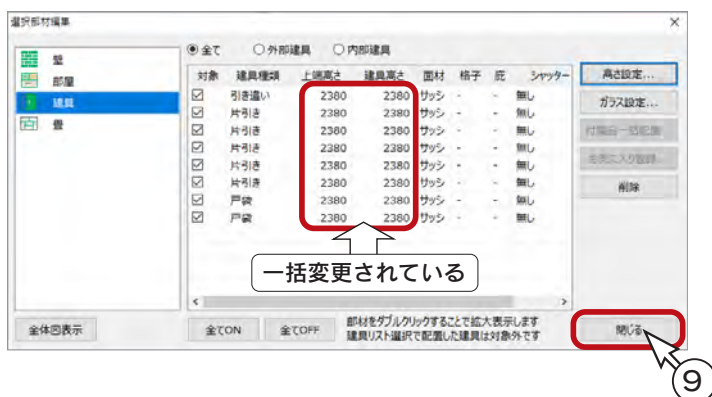 選択部材編集
壁
部屋
建具
畳
全て 外部建具 内部建具
対象 建具種類 上端高さ 建具高さ 面材 格子 庇 シャッター
引き違い 2380 2380 サッシ - - 無し
片引き 2380 2380 サッシ - - 無し
片引き 2380 2380 サッシ - - 無し
片引き 2380 2380 サッシ - - 無し
片引き 2380 2380 サッシ - - 無し
片引き 2380 2380 サッシ - - 無し
戸袋 2380 2380 サッシ - - 無し
戸袋 2380 2380 サッシ - - 無し
高さ設定...
ガラス設定...
削除
一括変更されている
全体図表示
全てON 全てOFF
部材をダブルクリックすることで拡大表示します
建具リスト選択で配置した建具は対象外です
閉じる
⑨